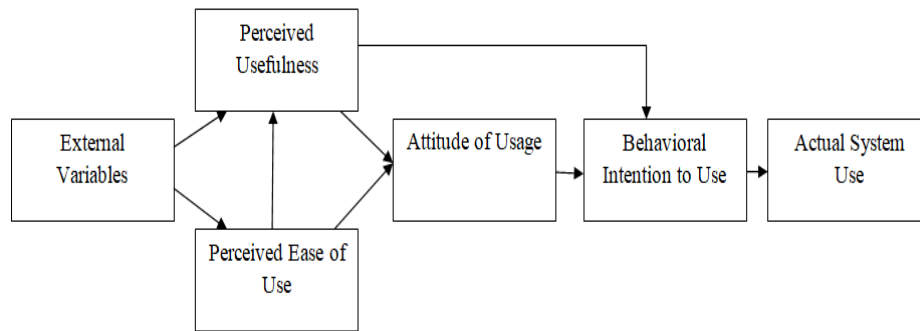 Perceived
Usefulness
External
Variables
Attitude of Usage
Behavioral
Intention to Use
Actual System
Use
Perceived Ease of
Use